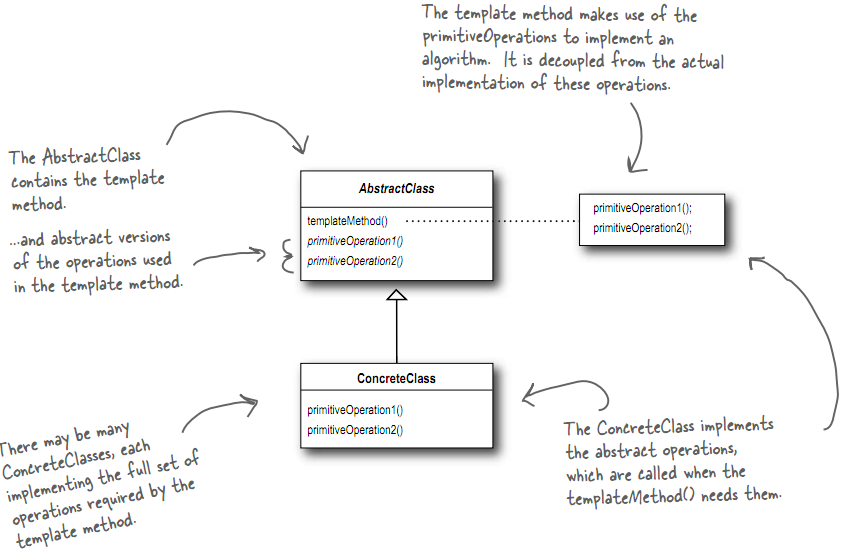 The template method makes use of the
primitiveOperations to implement an
algorithm. It is decoupled from the actual
implementation of these operations.
The AbstractClass
contains the template
method.
...and abstract versions
of the operations used
in the template method.
AbstractClass
templateMethod()
primitiveOperation1()
primitiveOperation2()
primitiveOperation1();
primitiveOperation2();
ConcreteClass
primitiveOperation1()
primitiveOperation2()
There may be many
ConcreteClasses, each
implementing the full set of
operations required by the
template method.
The ConcreteClass implements
the abstract operations,
which are called when the
templateMethod() needs them.